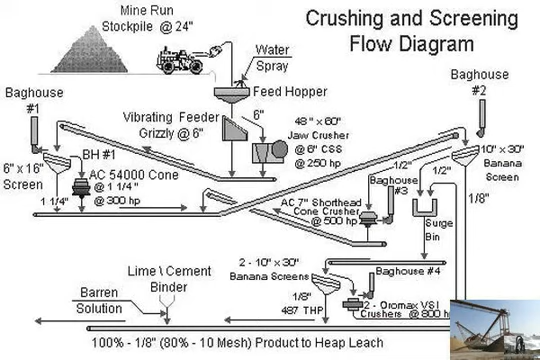 Crushing and Screening
Flow Diagram
Mine Run
Stockpile @ 24"
Water
Spray
Feed Hopper
Baghouse
#2
Baghouse
#1
Vibrating Feeder
Grizzly @ 6"
6"
48" x 60"
Jaw Crusher
@ 6" CSS
@ 250 hp
6" x 16"
Screen
BH #1
AC 54000 Cone
@ 1 1/4"
@ 300 hp
1 1/4"
10" x 30"
Banana
Screen
1/2"
Baghouse
#3
1/2"
1/8"
AC 7" Shorthead
Cone Crusher
@ 500 hp
Surge
Bin
2 - 10" x 30"
Banana Screens
Baghouse #4
Lime \ Cement
Binder
Barren
Solution
1/8"
487 THP
2 - Oromax VSI
Crushers @ 800 hp
100% - 1/8" (80% - 10 Mesh) Product to Heap Leach